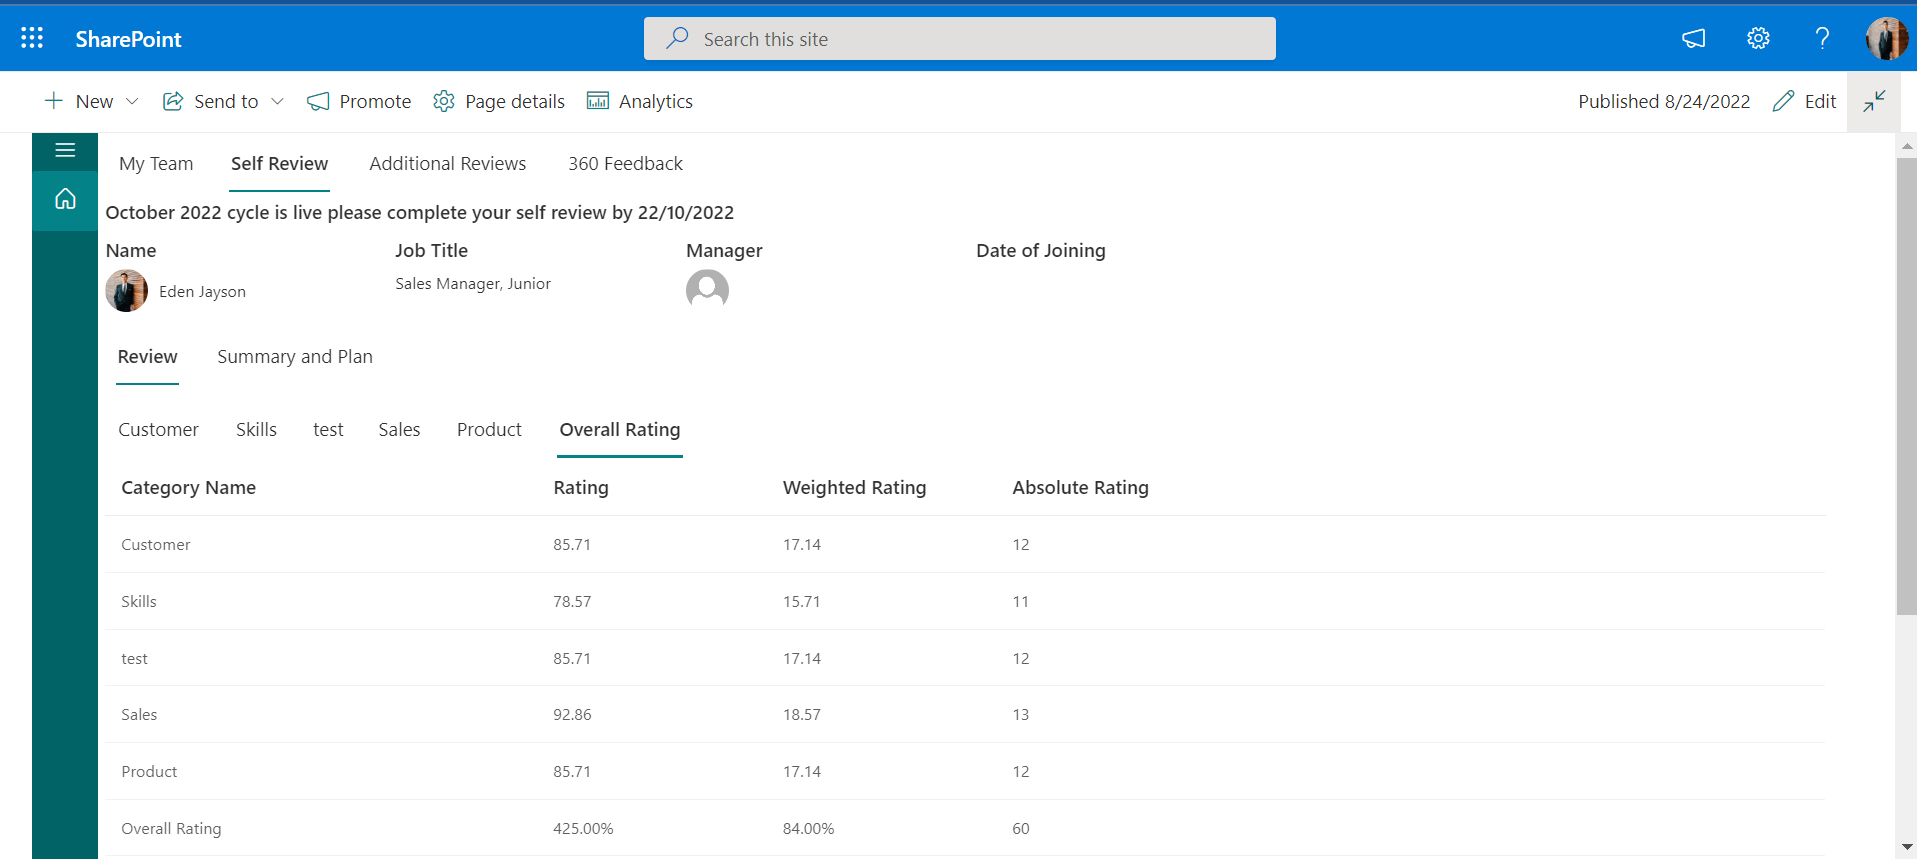 SharePoint
Search this site
New
Send to
Promote
Page details
Analytics
Published 8/24/2022
Edit
My Team
Self Review
Additional Reviews
360 Feedback
October 2022 cycle is live please complete your self review by 22/10/2022
Name
Job Title
Manager
Date of Joining
Eden Jayson
Sales Manager, Junior
Review
Summary and Plan
Customer
Skills
test
Sales
Product
Overall Rating
Category Name
Rating
Weighted Rating
Absolute Rating
Customer
85.71
17.14
12
Skills
78.57
15.71
11
test
85.71
17.14
12
Sales
92.86
18.57
13
Product
85.71
17.14
12
Overall Rating
425.00%
84.00%
60